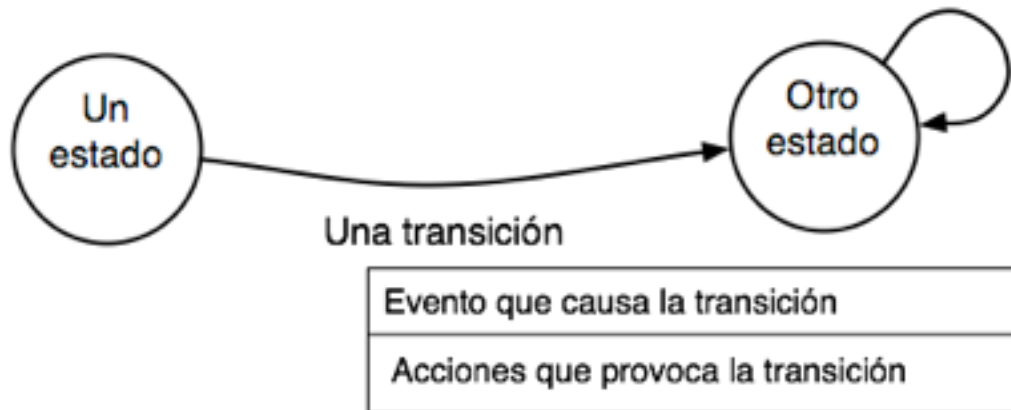 Un
estado
Otro
estado
Una transición
Evento que causa la transición
Acciones que provoca la transición